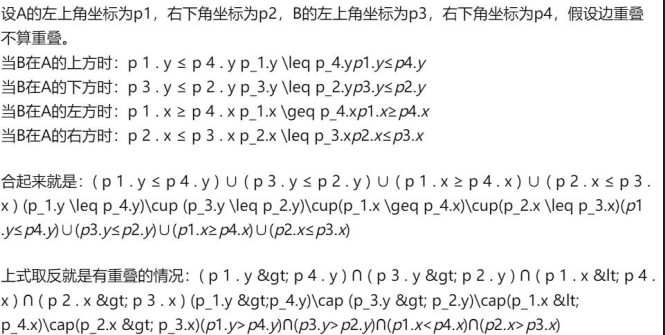 设A的左上角坐标为p1，右下角坐标为p2，B的左上角坐标为p3，右下角坐标为p4，假设边重叠
不算重叠。
当B在A的上方时：p 1 . y ≤ p 4 . y p_1.y \leq p_4.yp1.y≤p4.y
当B在A的下方时：p 3 . y ≤ p 2 . y p_3.y \leq p_2.yp3.y≤p2.y
当B在A的左方时：p 1 . x ≥ p 4 . x p_1.x \geq p_4.xp1.x≥p4.x
当B在A的右方时：p 2 . x ≤ p 3 . x p_2.x \leq p_3.xp2.x≤p3.x
合起来就是：( p 1 . y ≤ p 4 . y ) ∪ ( p 3 . y ≤ p 2 . y ) ∪ ( p 1 . x ≥ p 4 . x ) ∪ ( p 2 . x ≤ p 3 .
x ) (p_1.y \leq p_4.y)\cup (p_3.y \leq p_2.y)\cup(p_1.x \geq p_4.x)\cup(p_2.x \leq p_3.x)(p1
.y≤p4.y)∪(p3.y≤p2.y)∪(p1.x≥p4.x)∪(p2.x≤p3.x)
上式取反就是有重叠的情况：( p 1 . y &gt; p 4 . y ) ∩ ( p 3 . y &gt; p 2 . y ) ∩ ( p 1 . x &lt; p 4 .
x ) ∩ ( p 2 . x &gt; p 3 . x ) (p_1.y &gt;p_4.y)\cap (p_3.y &gt; p_2.y)\cap(p_1.x &lt;
p_4.x)\cap(p_2.x &gt; p_3.x)(p1.y>p4.y)∩(p3.y>p2.y)∩(p1.x<p4.x)∩(p2.x>p3.x)